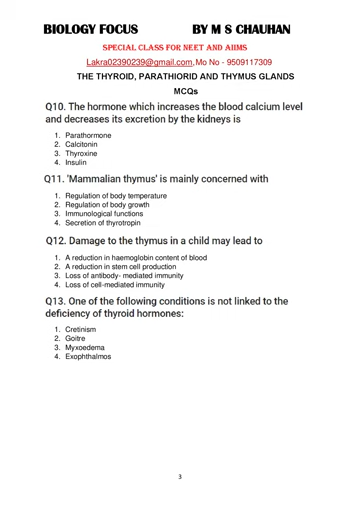 BIOLOGY FOCUS BY M S CHAUHAN
SPECIAL CLASS FOR NEET AND AIIMS
Lakra02390239@gmail.com,Mo No - 9509117309
THE THYROID, PARATHIORID AND THYMUS GLANDS
MCQs
Q10. The hormone which increases the blood calcium level
and decreases its excretion by the kidneys is
1. Parathormone
2. Calcitonin
3. Thyroxine
4. Insulin
Q11. 'Mammalian thymus' is mainly concerned with
1. Regulation of body temperature
2. Regulation of body growth
3. Immunological functions
4. Secretion of thyrotropin
Q12. Damage to the thymus in a child may lead to
1. A reduction in haemoglobin content of blood
2. A reduction in stem cell production
3. Loss of antibody- mediated immunity
4. Loss of cell-mediated immunity
Q13. One of the following conditions is not linked to the
deficiency of thyroid hormones:
1. Cretinism
2. Goitre
3. Myxoedema
4. Exophthalmos
3